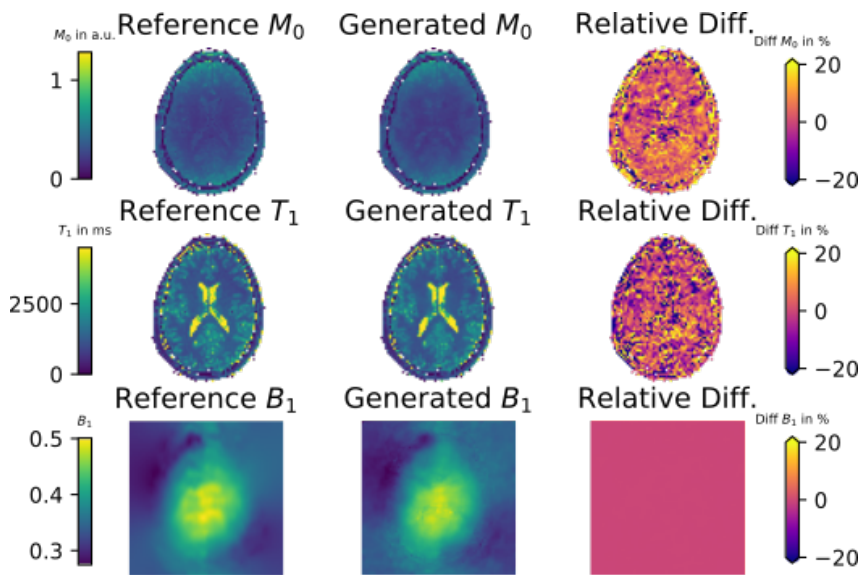 Reference M₀ Generated M₀ Relative Diff.
M₀ in a.u. Diff M₀ in %
1 20
0
0 −20
Reference T₁ Generated T₁ Relative Diff.
T₁ in ms Diff T₁ in %
20
2500 0
−20
Reference B₁ Generated B₁ Relative Diff.
B₁ Diff B₁ in %
0.5 20
0.4 0
0.3 −20